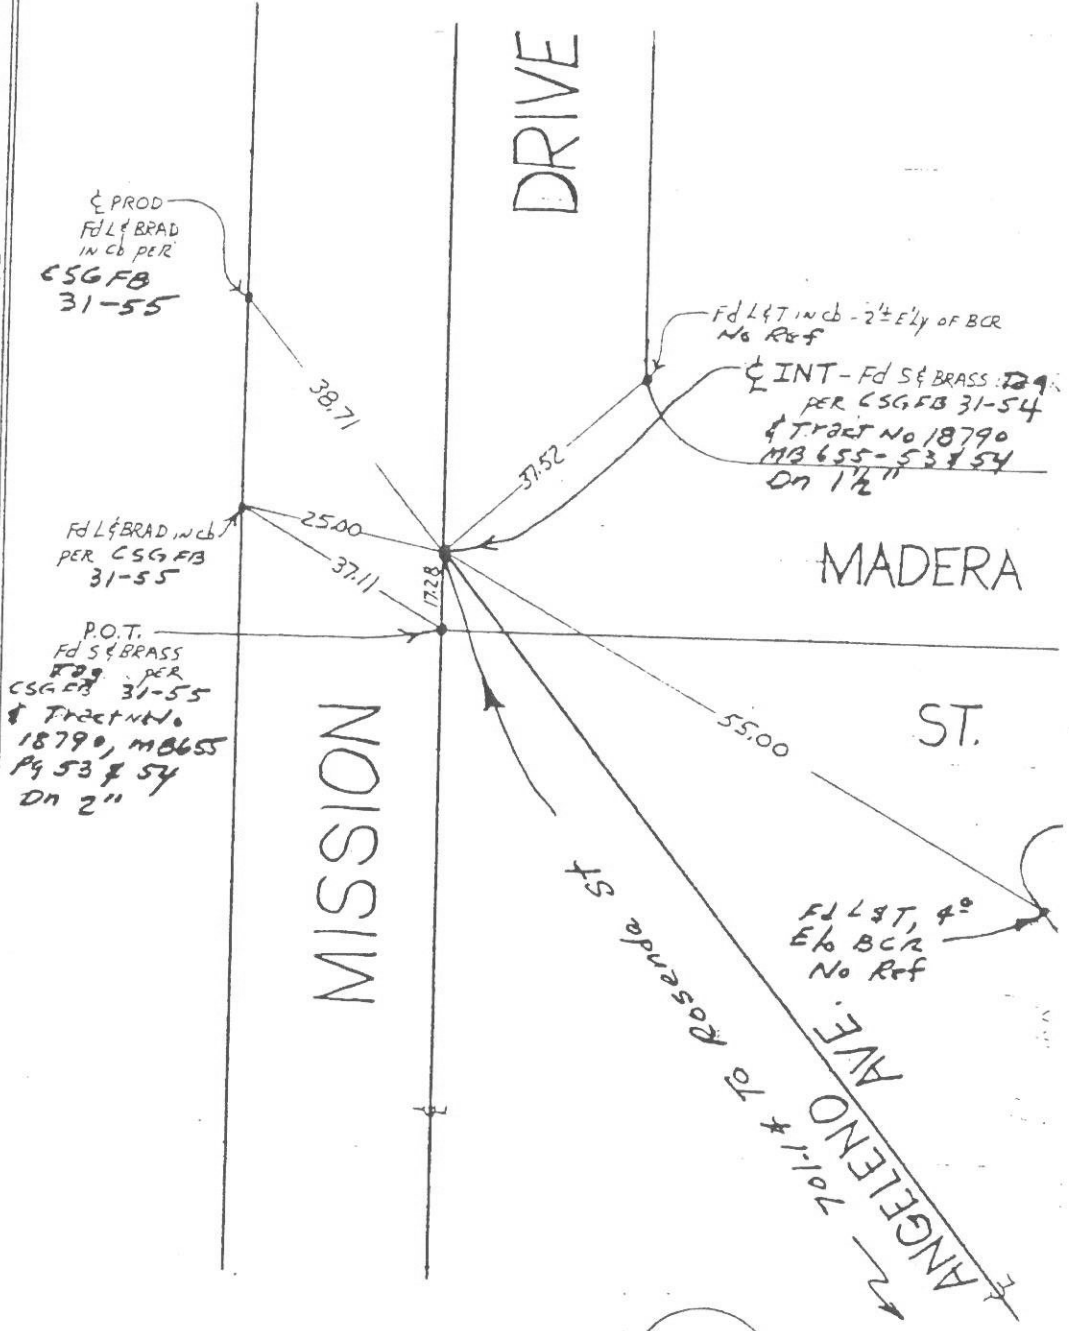 DRIVE
℄ PROD
Fd L & BRAD
IN Cb PER
CSGFB
31-55
38.71
Fd L & T IN Cb - 2'± E'ly OF BCR
No Ref
℄ INT - Fd S & BRASS Tag
PER CSGFB 31-54
& Tract No 18790
MB 655-53 & 54
Dn 1½"
37.52
Fd L & BRAD IN Cb
PER CSGFB
31-55
25.00
37.11
17.28
MADERA
ST.
P.O.T.
Fd S & BRASS
Tag PER
CSGFB 31-55
& Tract No.
18790, MB655
Pg 53 & 54
Dn 2"
55.00
MISSION
Fd L & T,
E/o BCR
No Ref
701.14 To Rosenda St
ANGELENO AVE.
℄
℄